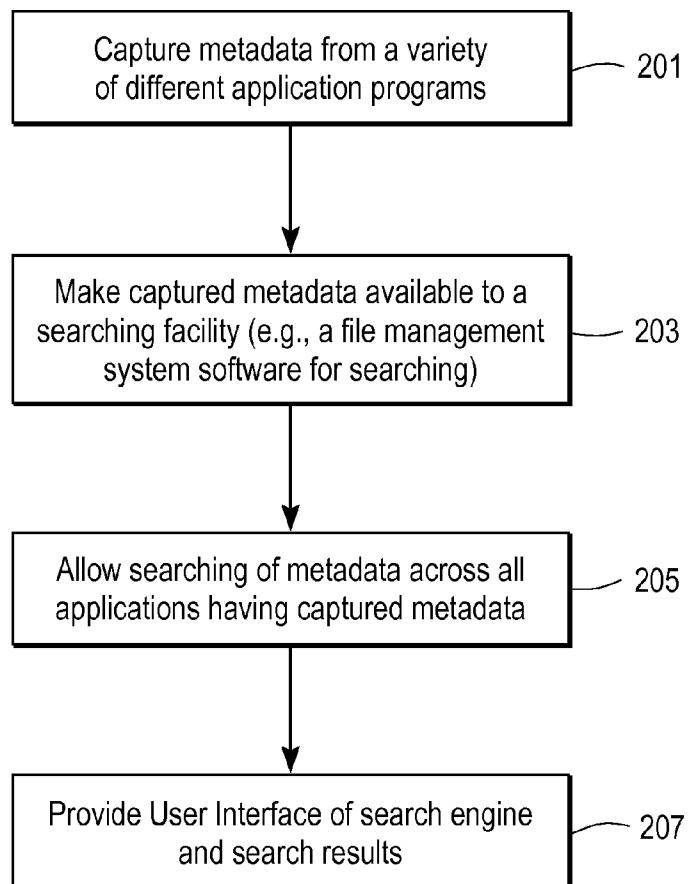 Capture metadata from a variety
of different application programs
201
Make captured metadata available to a
searching facility (e.g., a file management
system software for searching)
203
Allow searching of metadata across all
applications having captured metadata
205
Provide User Interface of search engine
and search results
207